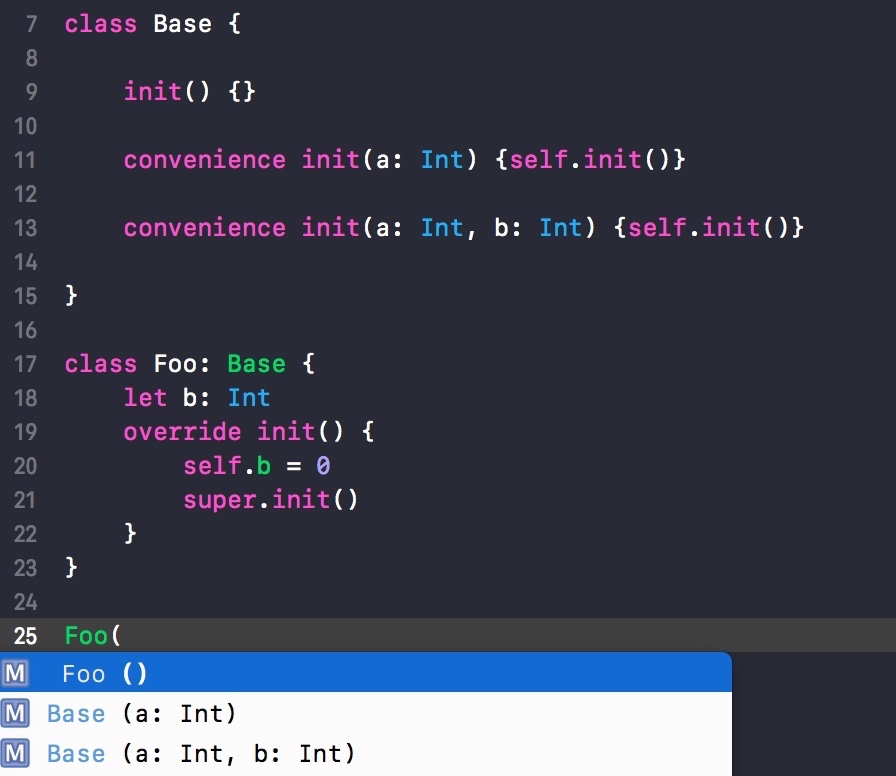 7 class Base {
8
9 init() {}
10
11 convenience init(a: Int) {self.init()}
12
13 convenience init(a: Int, b: Int) {self.init()}
14
15 }
16
17 class Foo: Base {
18 let b: Int
19 override init() {
20 self.b = 0
21 super.init()
22 }
23 }
24
25 Foo(
M Foo ()
M Base (a: Int)
M Base (a: Int, b: Int)